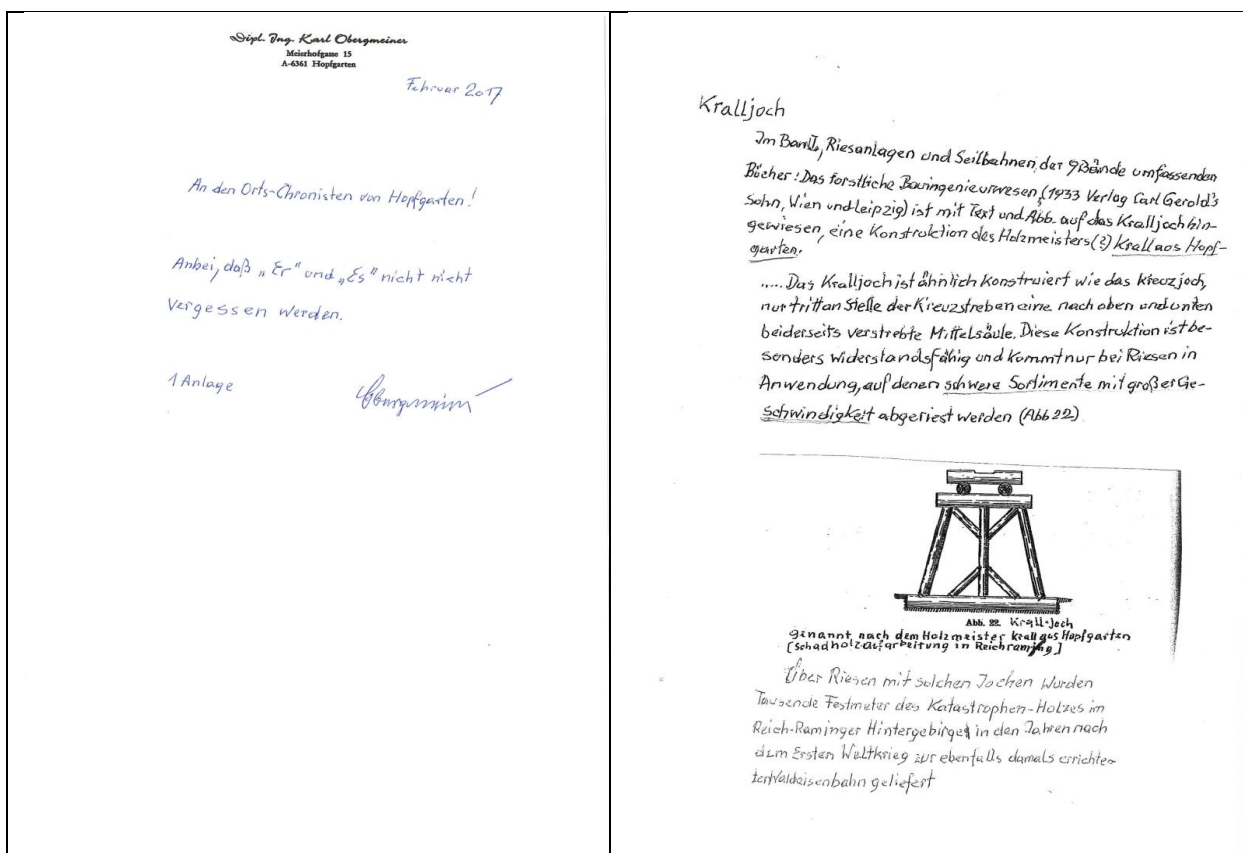 Dipl. Ing. Karl Obergmeiner
Meierhofgasse 15
A-6361 Hopfgarten
Februar 2017
An den Orts-Chronisten von Hopfgarten!
Anbei, daß „Er" und „Es" nicht nicht
vergessen werden.
1 Anlage
Kralljoch
Im Band, Riesanlagen und Seilbahnen, der 9 Bände umfassenden
Bücher: Das forstliche Bauingenieurwesen, (1933 Verlag Carl Gerold's
Sohn, Wien und Leipzig) ist mit Text und Abb. auf das Kralljoch hin-
gewiesen, eine Konstruktion des Holzmeisters (?) Krall aus Hopf-
garten.
..... Das Kralljoch ist ähnlich konstruiert wie das Kreuzjoch,
nur tritt an Stelle der Kreuzstreben eine nach oben und unten
beiderseits verstrebte Mittelsäule. Diese Konstruktion ist be-
sonders widerstandsfähig und kommt nur bei Riesen in
Anwendung, auf denen schwere Sortimente mit großer Ge-
schwindigkeit abgeriest werden (Abb 22)
Abb. 22. Krall-Joch
genannt nach dem Holzmeister Krall aus Hopfgarten
[Schadholz-Aufarbeitung in Reichraming]
Über Riesen mit solchen Jochen wurden
Tausende Festmeter des Katastrophen-Holzes im
Reich-Raminger Hintergebirge in den Jahren nach
dem Ersten Weltkrieg zur ebenfalls damals errichte-
ten Waldeisenbahn geliefert